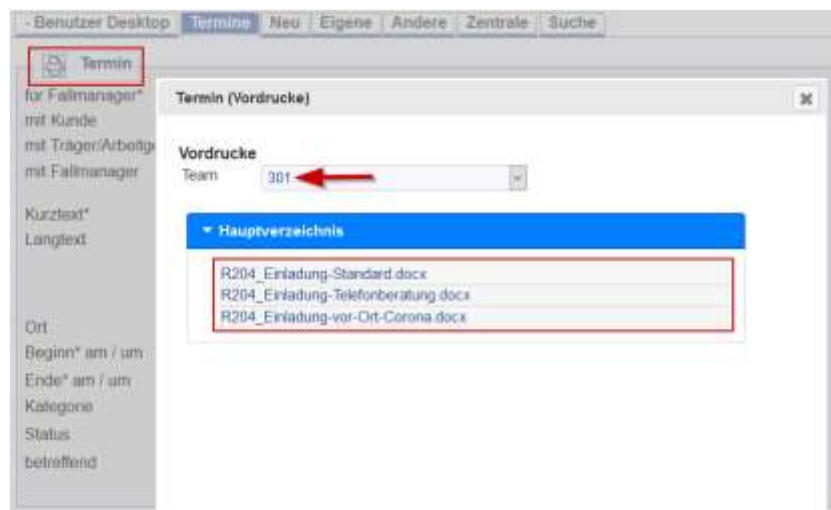 - Benutzer Desktop Termine Neu Eigene Andere Zentrale Suche
Termin
für Fallmanager*
mit Kunde
mit Träger/Arbeitge
mit Fallmanager
Kurztext*
Langtext
Ort
Beginn* am / um
Ende* am / um
Kategorie
Status
betreffend
Termin (Vordrucke)
Vordrucke
Team 301
Hauptverzeichnis
R204_Einladung-Standard.docx
R204_Einladung-Telefonberatung.docx
R204_Einladung-vor-Ort-Corona.docx